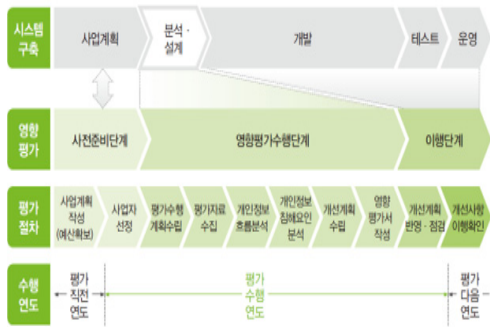 시스템
구축
사업계획
분석·
설계
개발
테스트
운영
영향
평가
사전준비단계
영향평가수행단계
이행단계
평가
절차
사업계획
작성
(예산확보)
사업자
선정
평가수행
계획수립
평가자료
수집
개인정보
흐름분석
개인정보
침해요인
분석
개선계획
수립
영향
평가서
작성
개선계획
반영·점검
개선사항
이행확인
수행
연도
평가
직전
연도
평가
수행
연도
평가
다음
연도